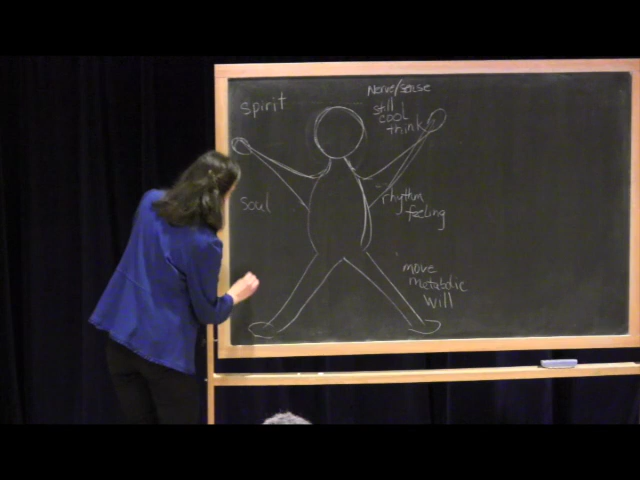 spirit
Nerve/sense
still
cool
think
soul
rhythm
feeling
move
metabolic
will